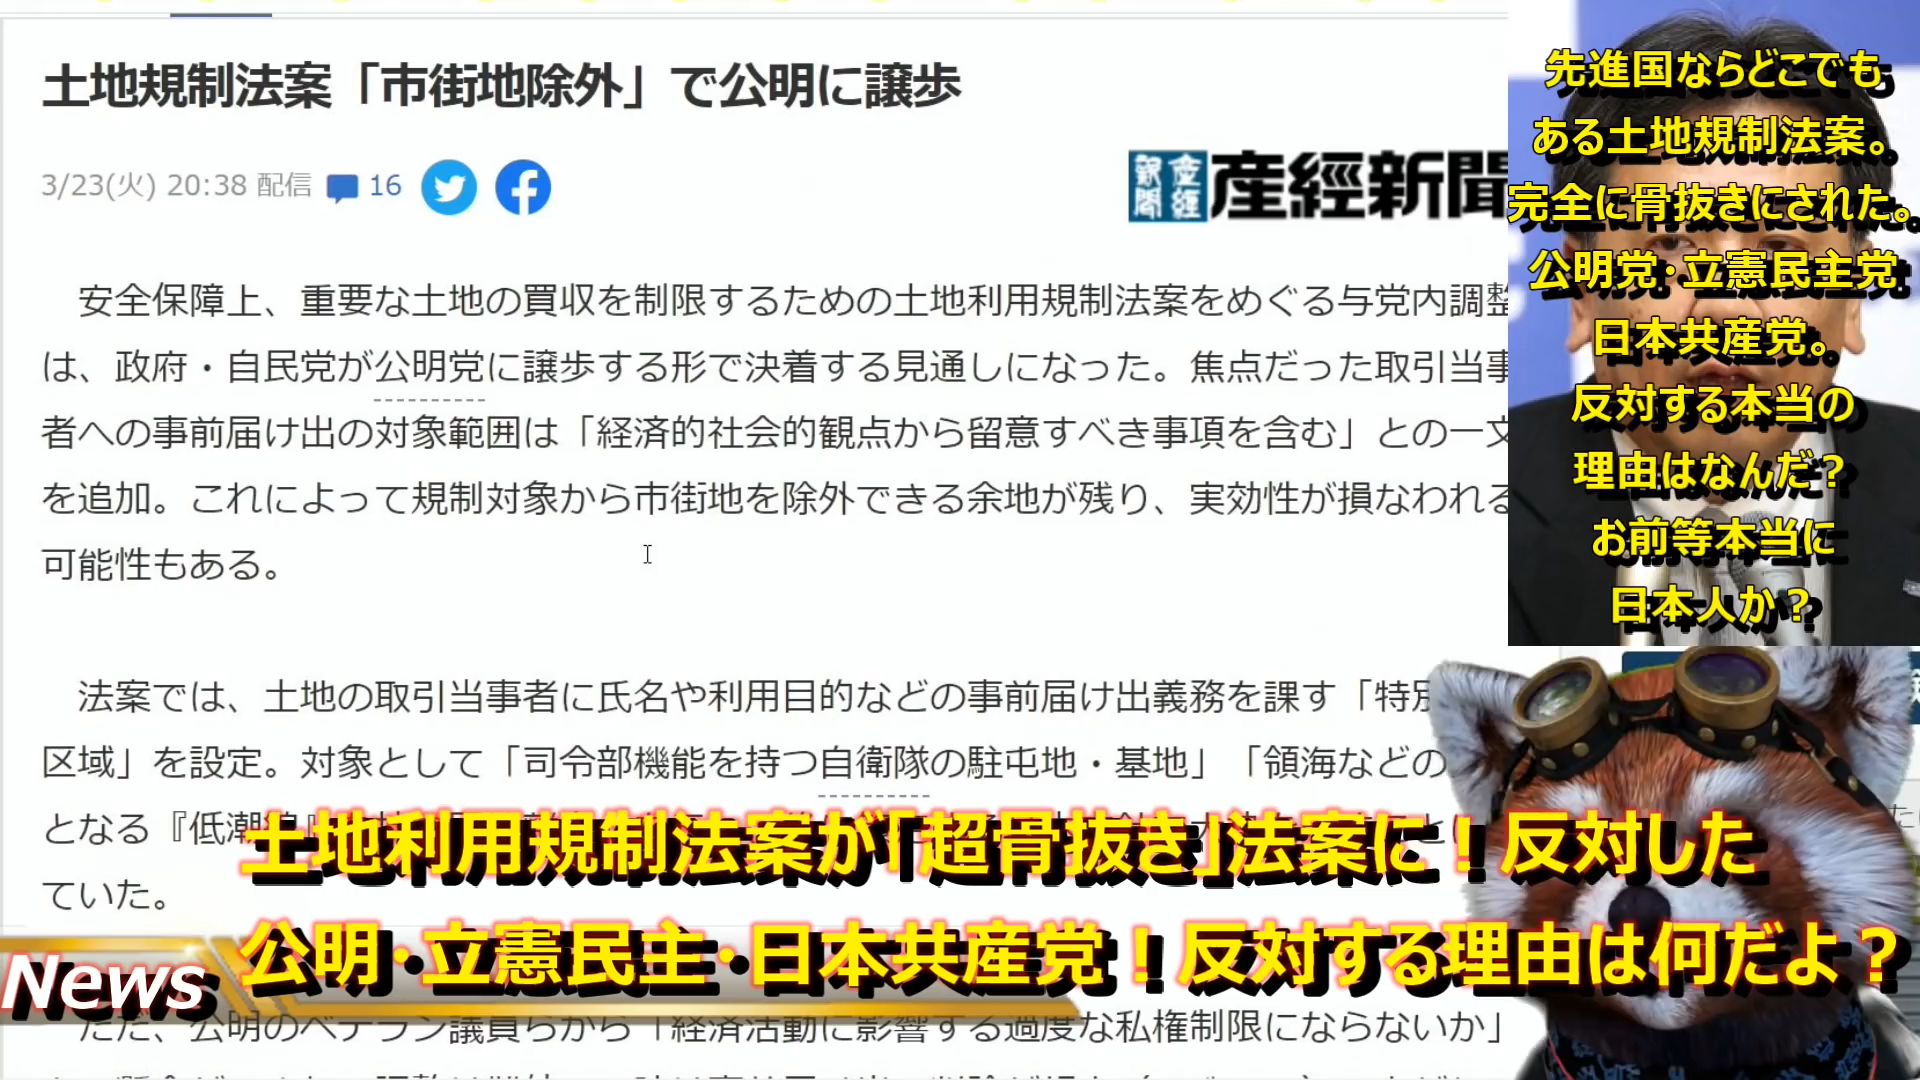 土地規制法案「市街地除外」で公明に譲歩
3/23(火) 20:38 配信 16
産経新聞
産經新聞
安全保障上、重要な土地の買収を制限するための土地利用規制法案をめぐる与党内調整
は、政府・自民党が公明党に譲歩する形で決着する見通しになった。焦点だった取引当事
者への事前届け出の対象範囲は「経済的社会的観点から留意すべき事項を含む」との一文
を追加。これによって規制対象から市街地を除外できる余地が残り、実効性が損なわれる
可能性もある。
法案では、土地の取引当事者に氏名や利用目的などの事前届け出義務を課す「特別
区域」を設定。対象として「司令部機能を持つ自衛隊の駐屯地・基地」「領海などの
となる『低潮
ていた。
ただ、公明のベテラン議員らから「経済活動に影響する過度な私権制限にならないか」
先進国ならどこでも
ある土地規制法案。
完全に骨抜きにされた。
公明党・立憲民主党
日本共産党。
反対する本当の
理由はなんだ？
お前等本当に
日本人か？
土地利用規制法案が「超骨抜き」法案に！反対した
公明・立憲民主・日本共産党！反対する理由は何だよ？
News